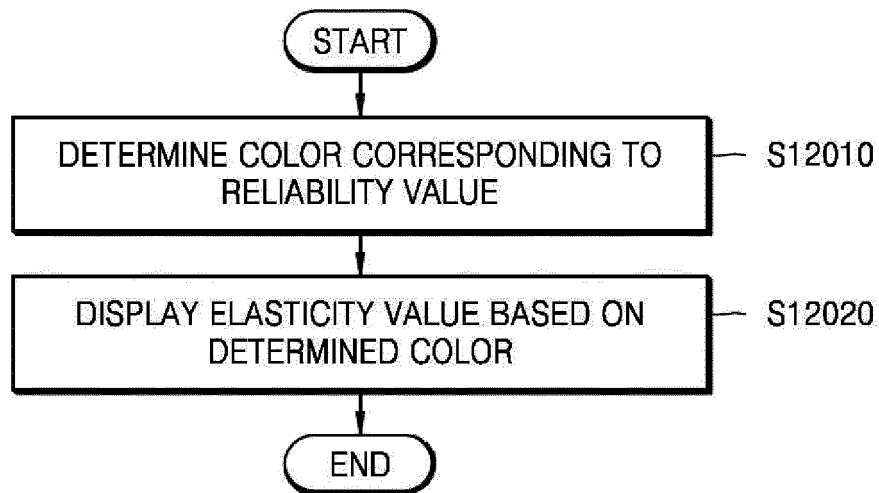 START
DETERMINE COLOR CORRESPONDING TO
RELIABILITY VALUE
S12010
DISPLAY ELASTICITY VALUE BASED ON
DETERMINED COLOR
S12020
END